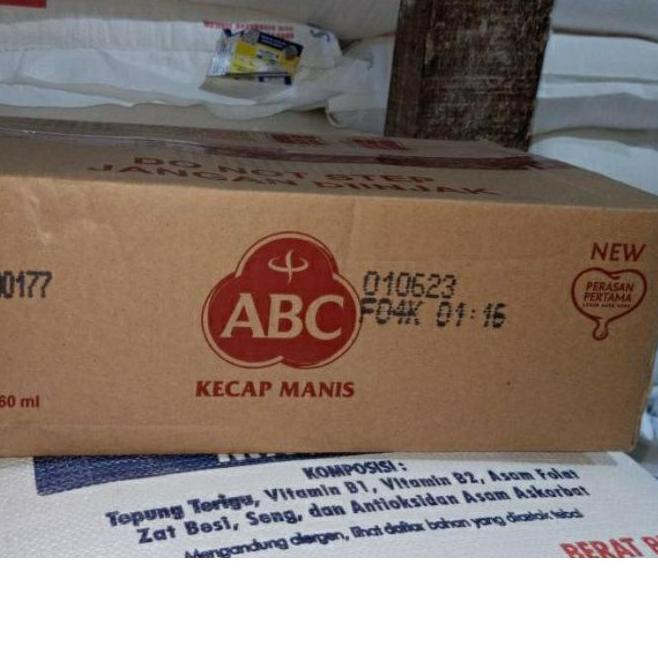 DO NOT STEP
JANGAN DIINJAK
0177
ABC
KECAP MANIS
60 ml
010623
F04K 01:16
NEW
PERASAN
PERTAMA
KOMPOSISI :
Tepung Terigu, Vitamin B1, Vitamin B2, Asam Folat
Zat Besi, Seng, dan Antioksidan Asam Askorbat
Mengandung alergen, lihat daftar bahan yang dicetak tebal
BERAT